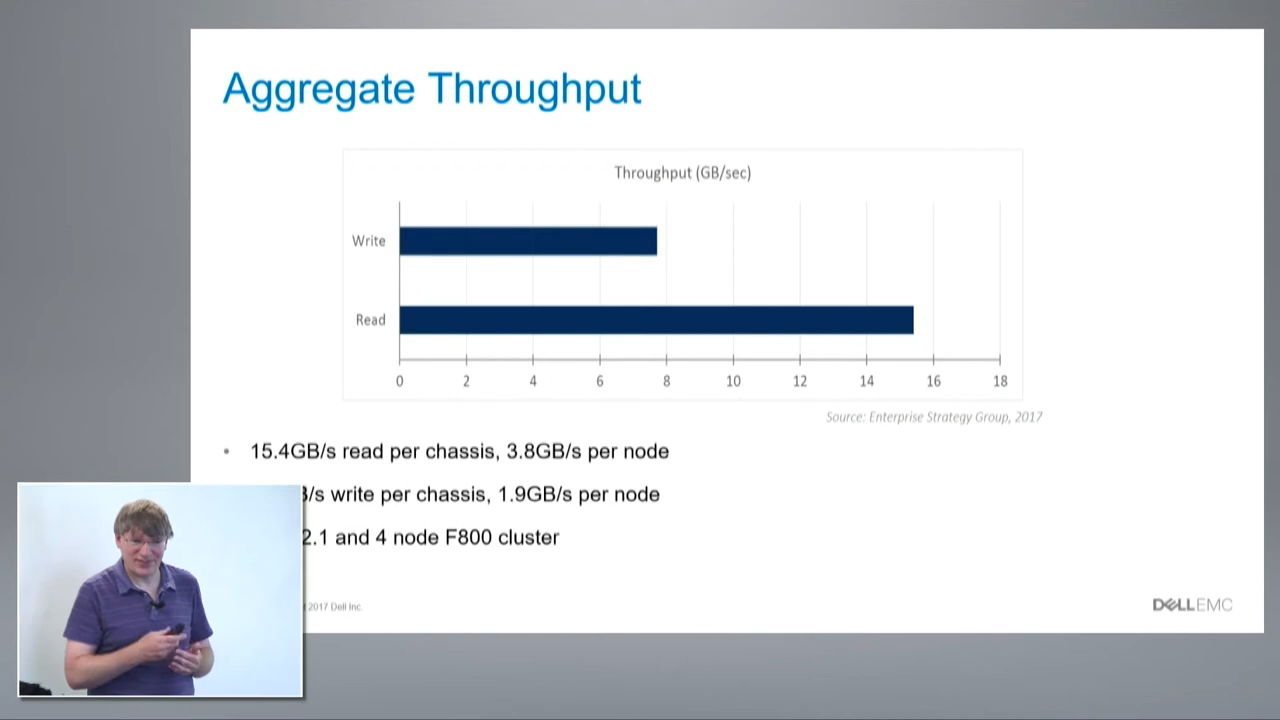 Aggregate Throughput
Throughput (GB/sec)
Write
Read
0 2 4 6 8 10 12 14 16 18
Source: Enterprise Strategy Group, 2017
• 15.4GB/s read per chassis, 3.8GB/s per node
/s write per chassis, 1.9GB/s per node
2.1 and 4 node F800 cluster
2017 Dell Inc.
DELLEMC